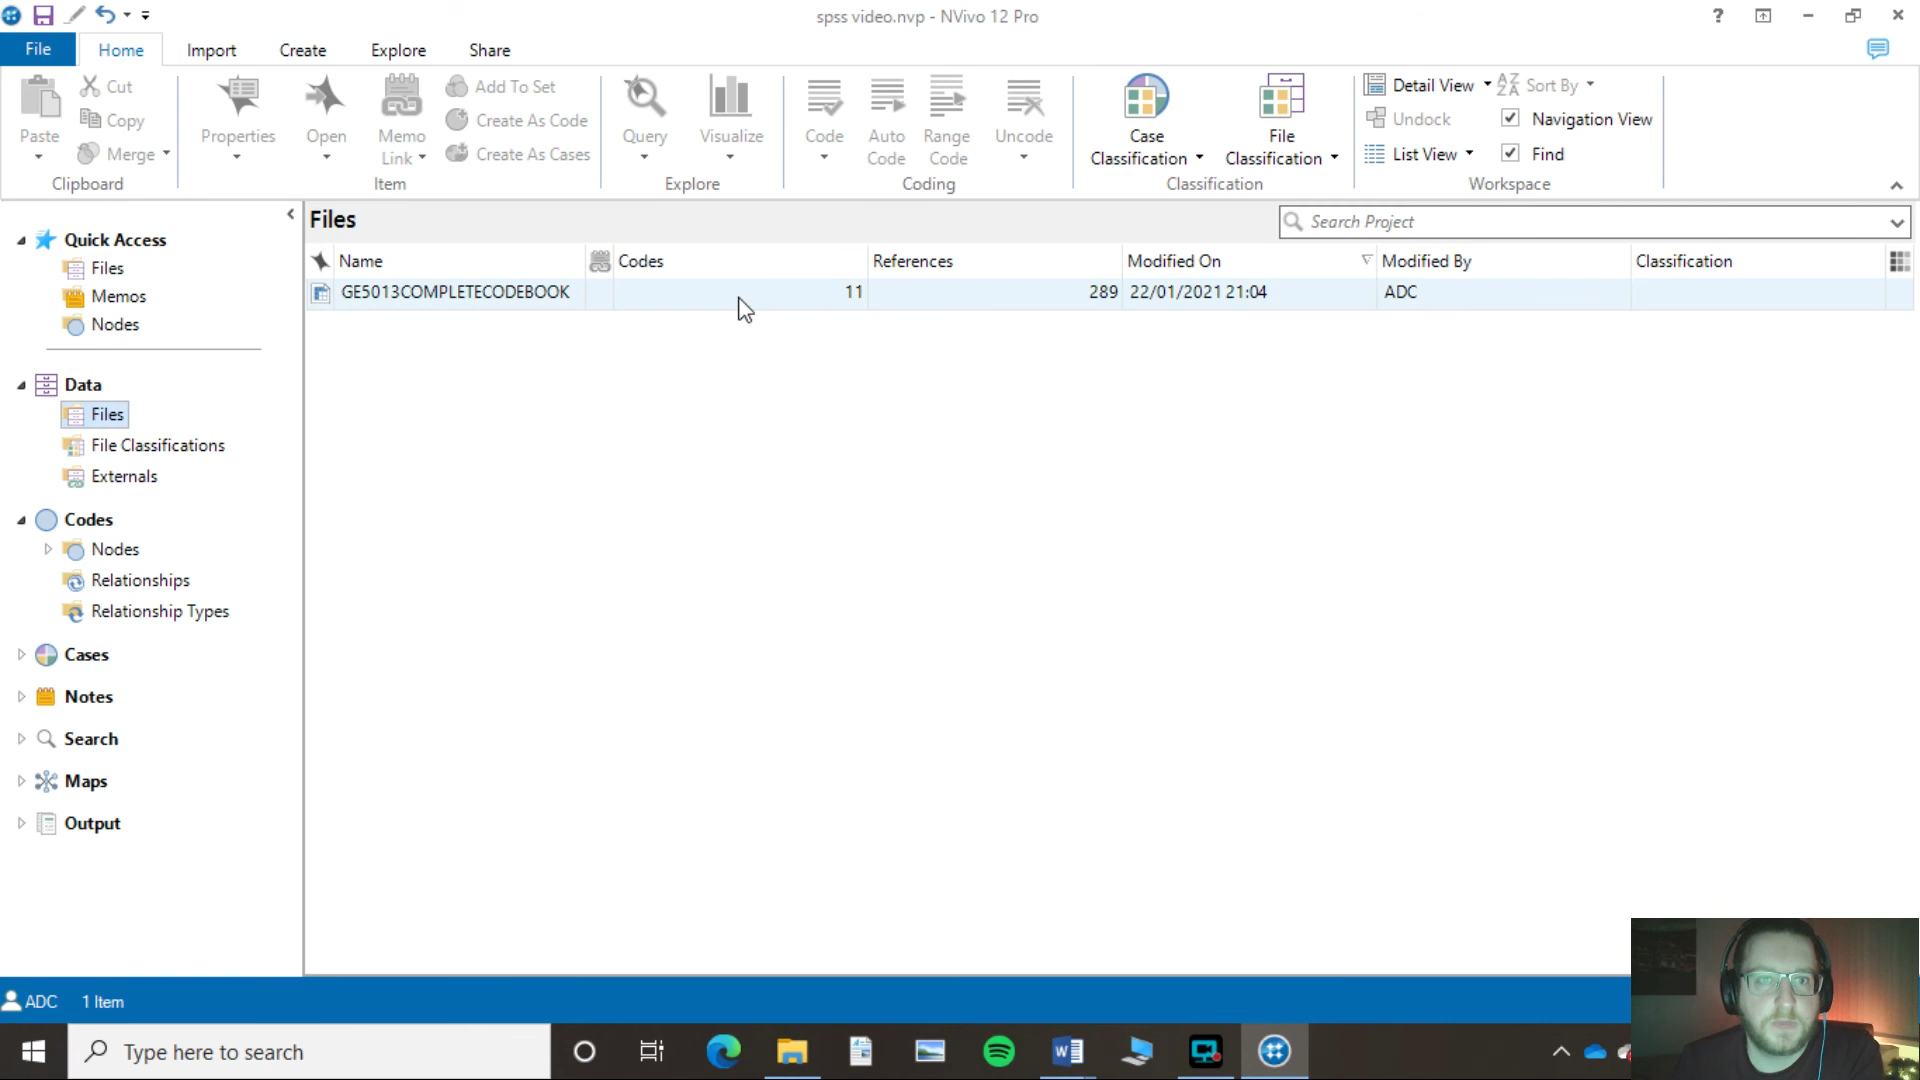 spss video.nvp - NVivo 12 Pro
?
File Home Import Create Explore Share
Paste
Cut
Copy
Merge
Clipboard
Properties
Open
Memo Link
Add To Set
Create As Code
Create As Cases
Item
Query
Visualize
Explore
Code
Auto Code
Range Code
Uncode
Coding
Case Classification
File Classification
Classification
Detail View
Sort By
Undock
Navigation View
List View
Find
Workspace
Quick Access
Files
Memos
Nodes
Data
Files
File Classifications
Externals
Codes
Nodes
Relationships
Relationship Types
Cases
Notes
Search
Maps
Output
Files
Search Project
Name Codes References Modified On Modified By Classification
GE5013COMPLETECODEBOOK 11 289 22/01/2021 21:04 ADC
ADC 1 Item
Type here to search